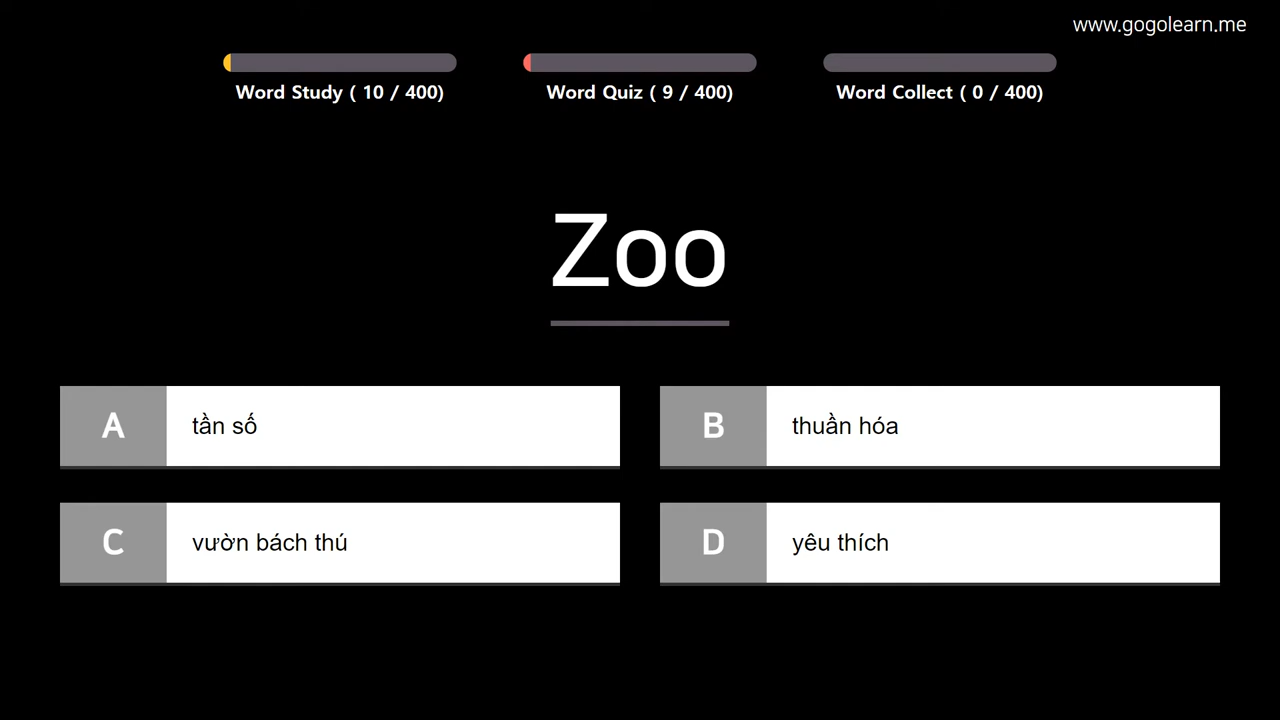 www.gogolearn.me
Word Study ( 10 / 400)
Word Quiz ( 9 / 400)
Word Collect ( 0 / 400)
Zoo
A
tần số
B
thuần hóa
C
vườn bách thú
D
yêu thích